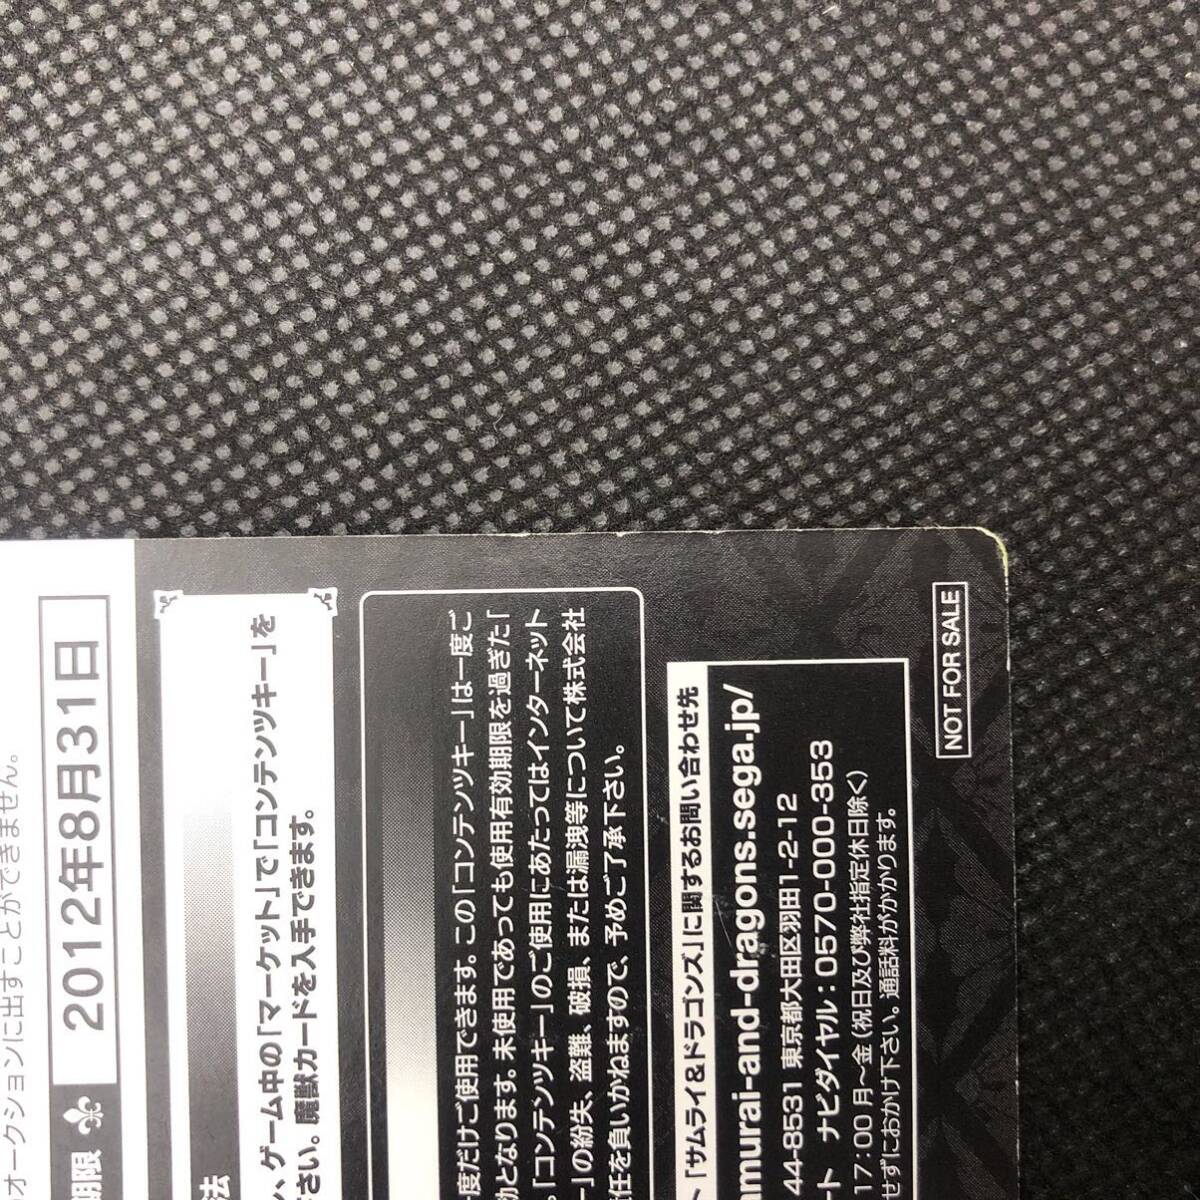 オークションに出すことができません。
期限 2012年8月31日
法
ゲーム中の「マーケット」で「コンテンツキー」を
さい。魔獣カードを入手できます。
一度だけご使用できます。この「コンテンツキー」は一度ご
効となります。未使用であっても使用有効期限を過ぎた「
。「コンテンツキー」のご使用にあたってはインターネット
ー」の紛失、盗難、破損、または漏洩等について株式会社
責任を負いかねますので、予めご了承下さい。
「サムライ&ドラゴンズ」に関するお問い合わせ先
murai-and-dragons.sega.jp/
44-8531 東京都大田区羽田1-2-12
ート ナビダイヤル:0570-000-353
17:00 月〜金(祝日及び弊社指定休日除く)
せずにおかけ下さい。通話料がかかります。
NOT FOR SALE